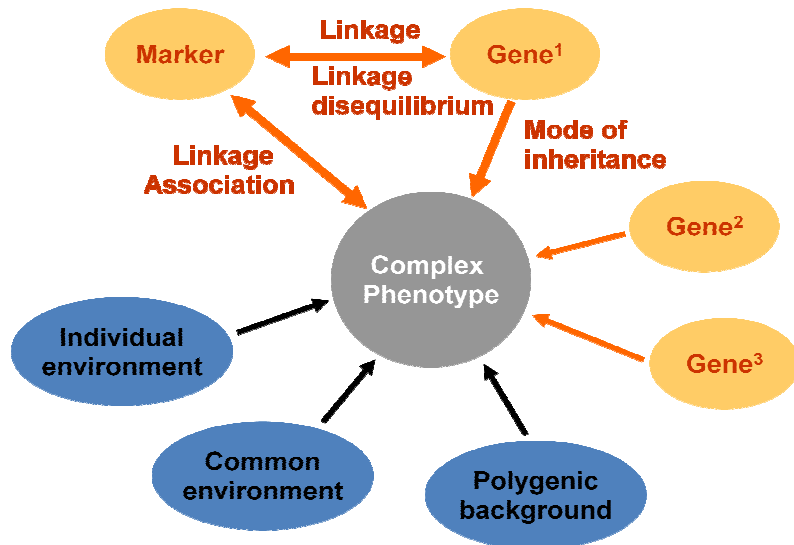 Linkage
Marker
Gene¹
Linkage
disequilibrium
Mode of
inheritance
Linkage
Association
Gene²
Complex
Phenotype
Individual
environment
Gene³
Common
environment
Polygenic
background